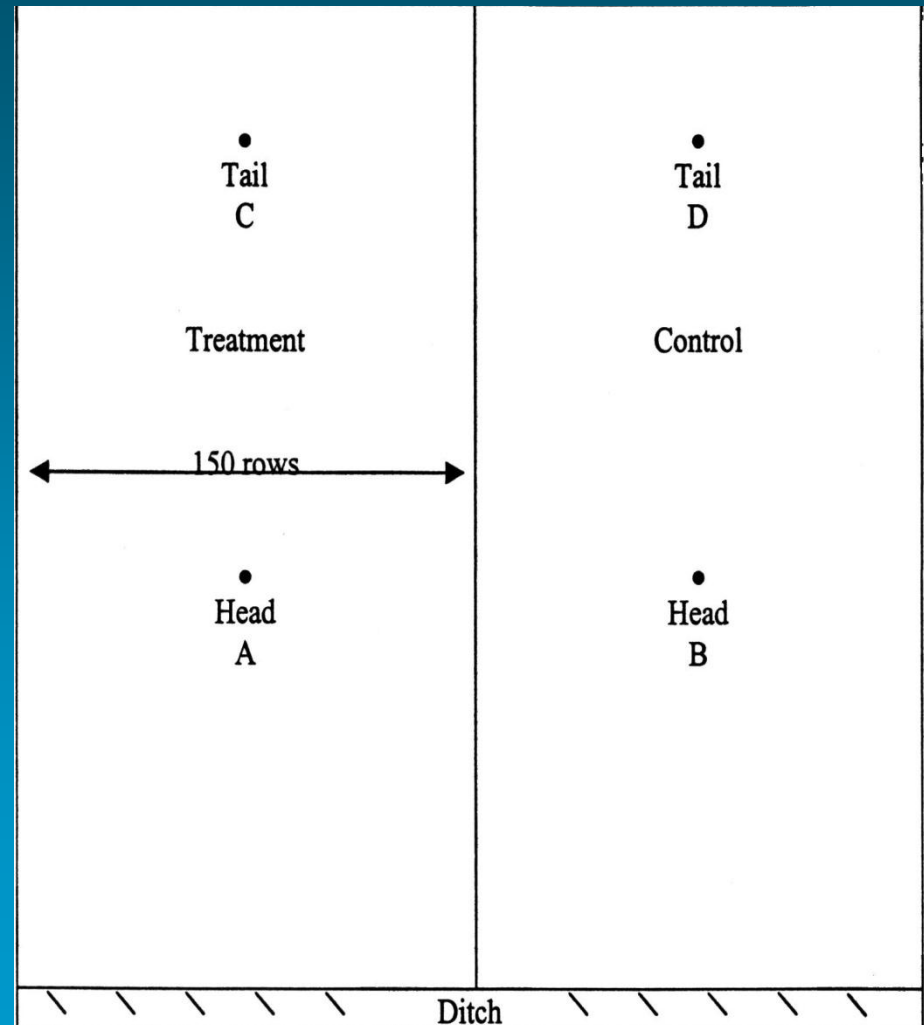 Tail
C
Tail
D
Treatment
Control
150 rows
Head
A
Head
B
Ditch